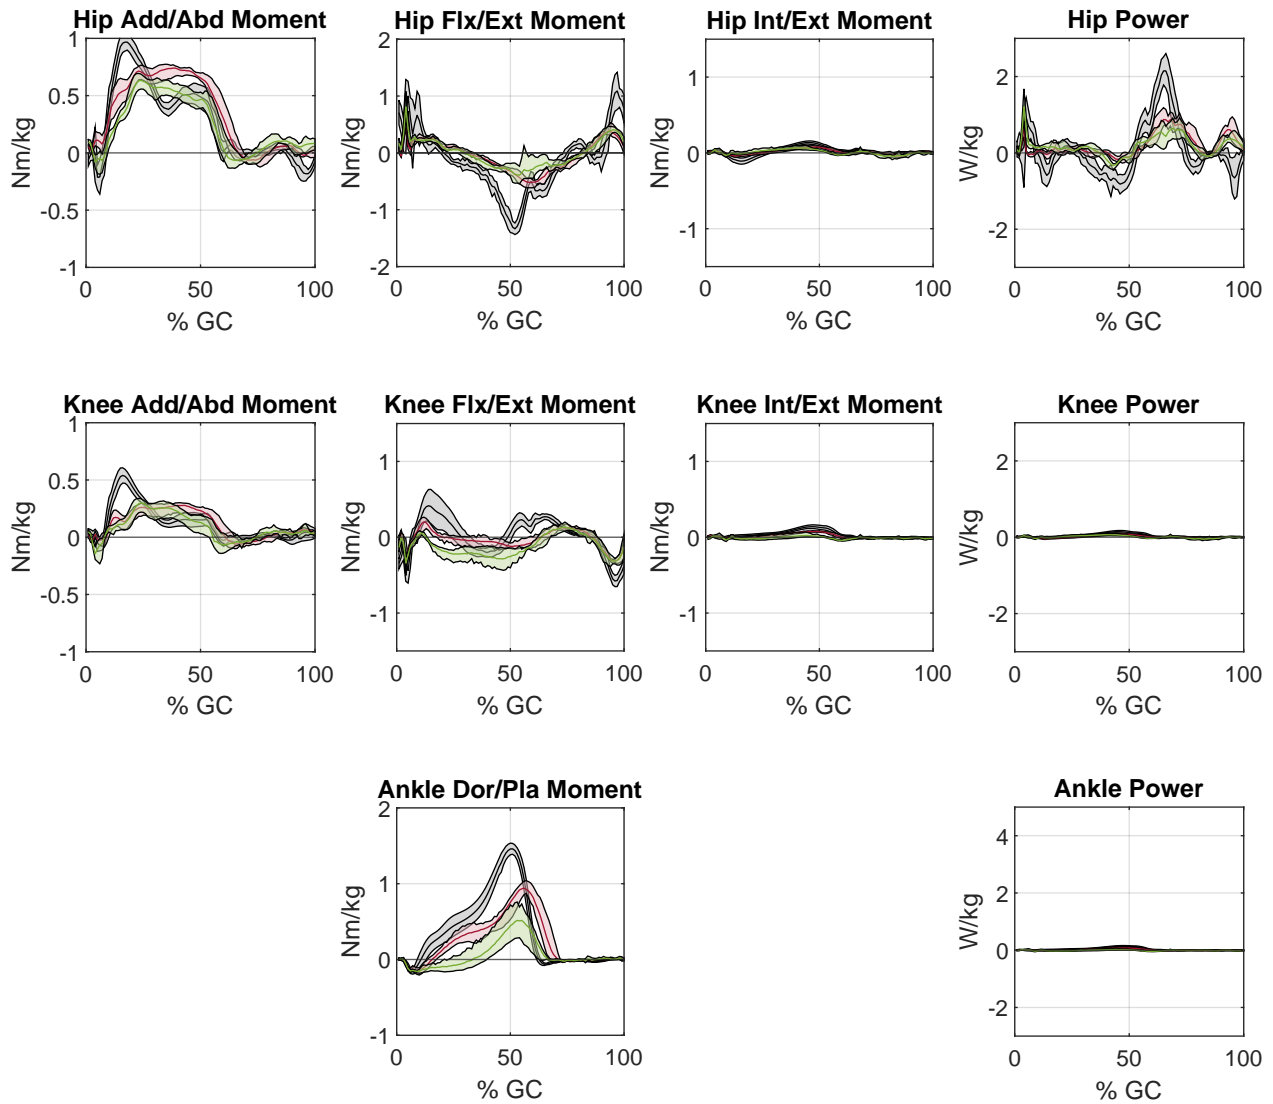 Hip Add/Abd Moment
Nm/kg
1
0.5
0
-0.5
-1
0 50 100
% GC
Hip Flx/Ext Moment
Nm/kg
2
1
0
-1
-2
0 50 100
% GC
Hip Int/Ext Moment
Nm/kg
1
0
-1
0 50 100
% GC
Hip Power
W/kg
2
0
-2
0 50 100
% GC
Knee Add/Abd Moment
Nm/kg
1
0.5
0
-0.5
-1
0 50 100
% GC
Knee Flx/Ext Moment
Nm/kg
1
0
-1
0 50 100
% GC
Knee Int/Ext Moment
Nm/kg
1
0
-1
0 50 100
% GC
Knee Power
W/kg
2
0
-2
0 50 100
% GC
Ankle Dor/Pla Moment
Nm/kg
2
1
0
-1
0 50 100
% GC
Ankle Power
W/kg
4
2
0
-2
0 50 100
% GC